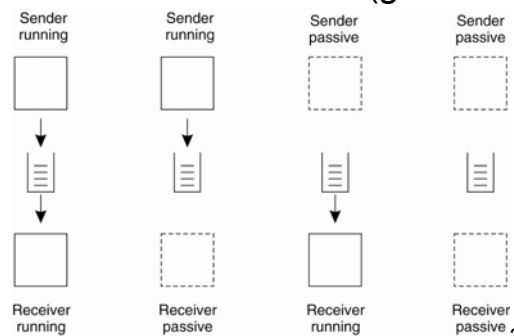 (g
Sender running
Sender running
Sender passive
Sender passive
Receiver running
Receiver passive
Receiver running
Receiver passive